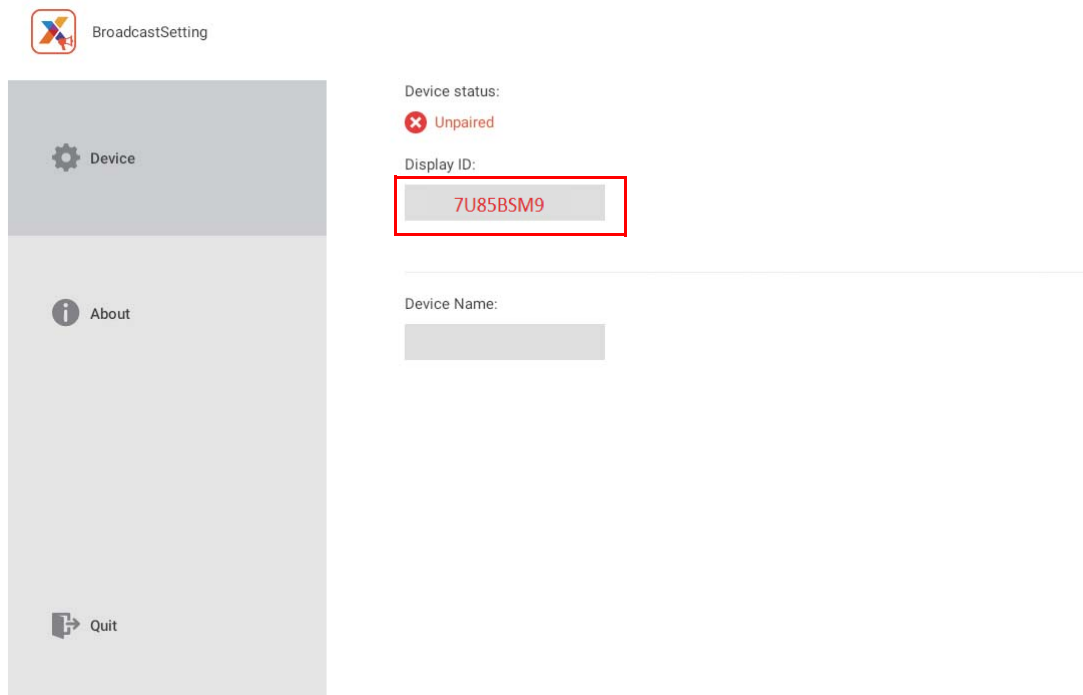 BroadcastSetting
Device
About
Quit
Device status:
Unpaired
Display ID:
7U85BSM9
Device Name: